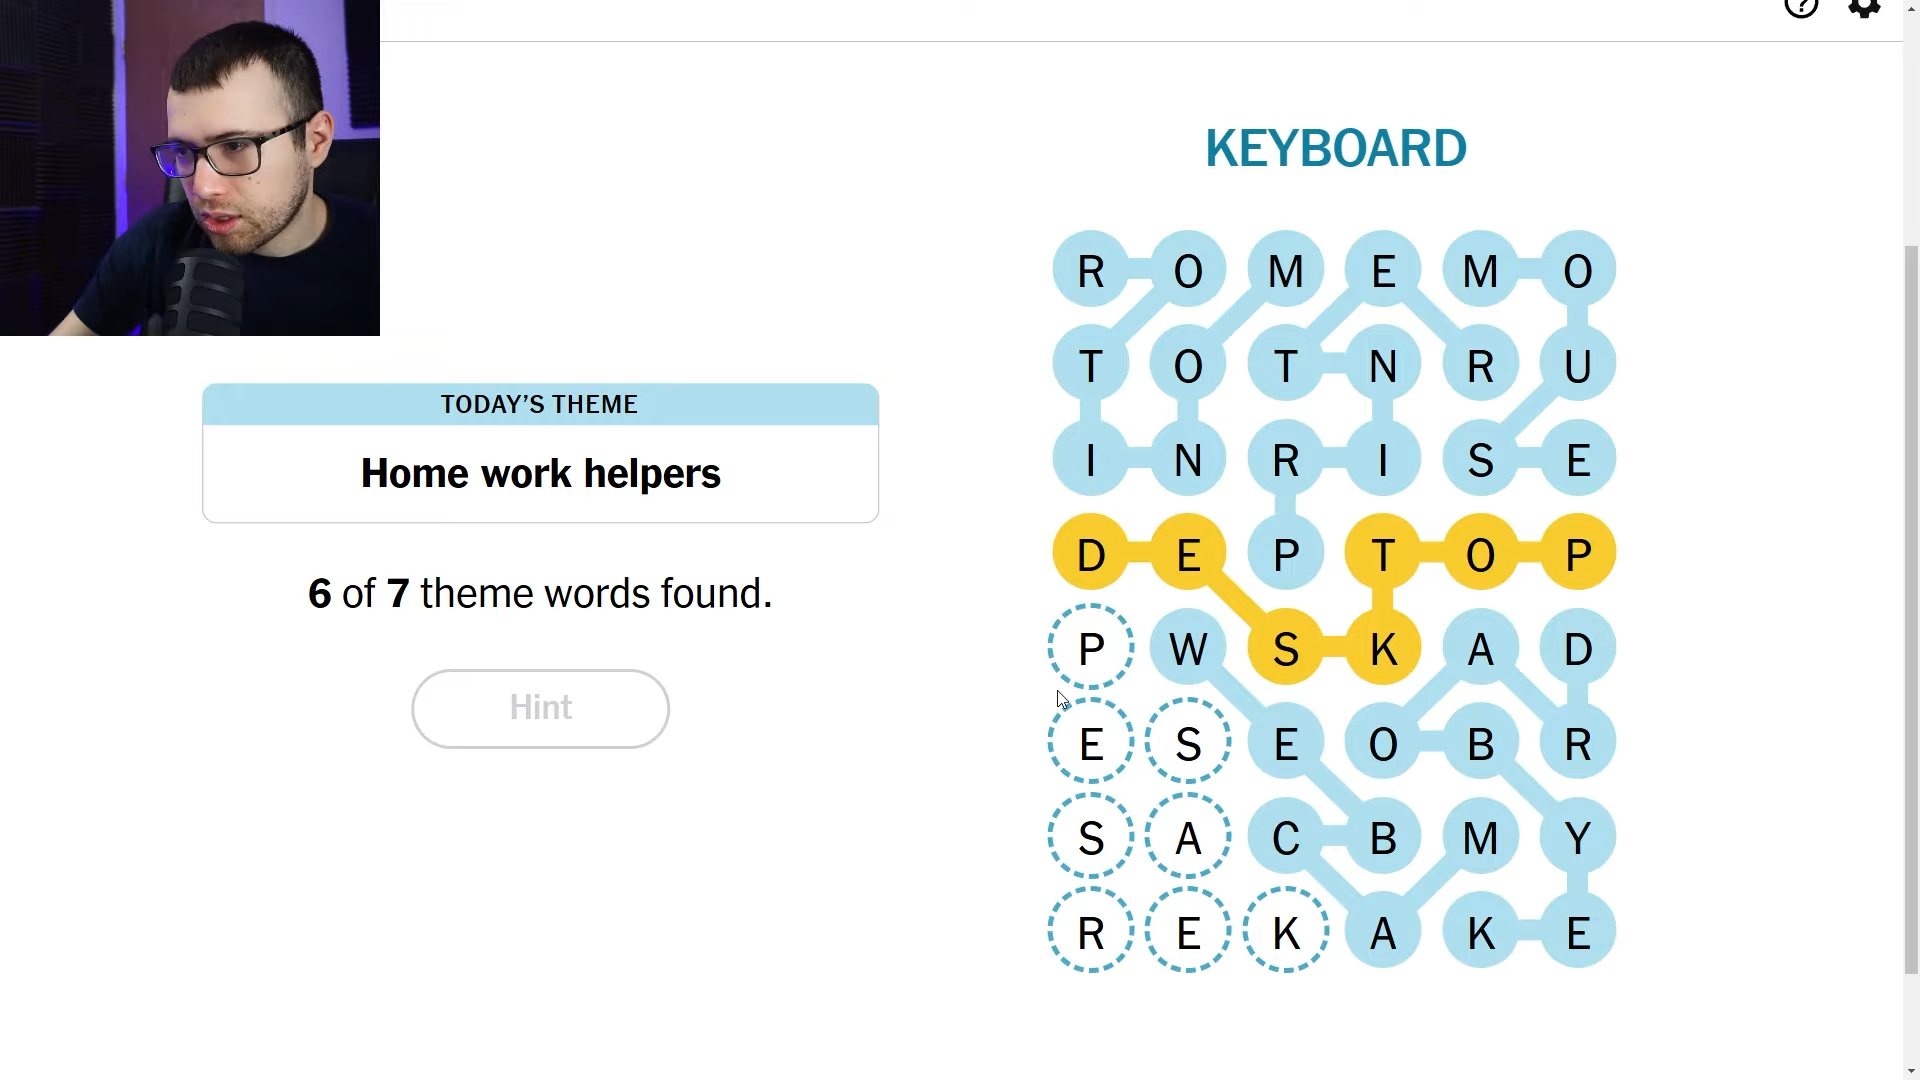 ?
KEYBOARD
TODAY'S THEME
Home work helpers
6 of 7 theme words found.
Hint
R O M E M O
T O T N R U
I N R I S E
D E P T O P
P W S K A D
E S E O B R
S A C B M Y
R E K A K E